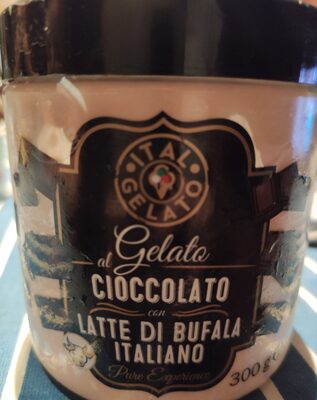 ITAL
GELATO
Gelato
al
CIOCCOLATO
con
LATTE DI BUFALA
ITALIANO
Pure Experience
300 g